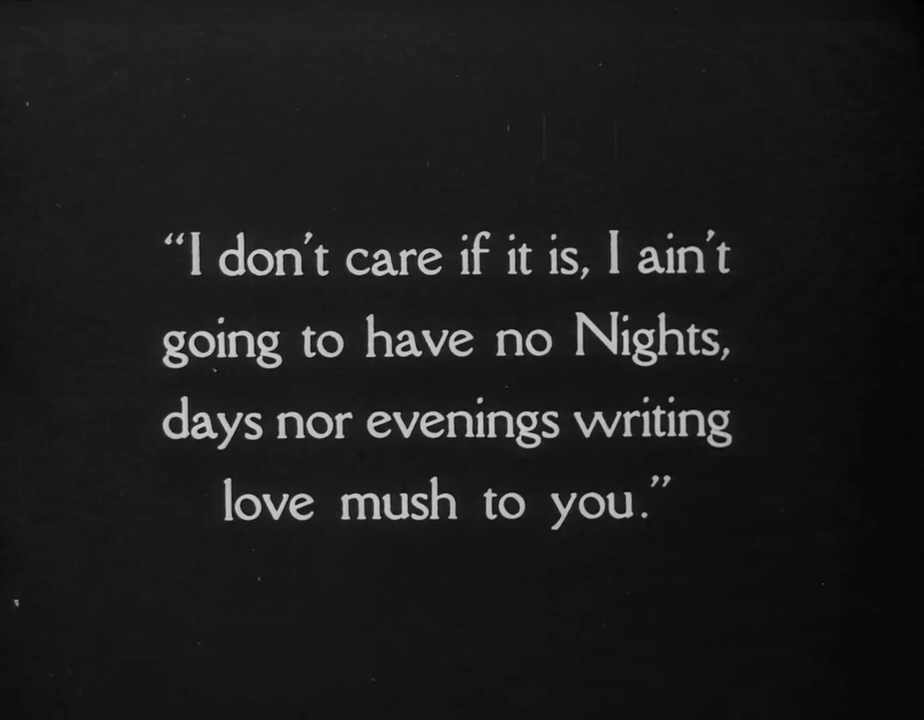 “I don't care if it is, I ain't
going to have no Nights,
days nor evenings writing
love mush to you.”